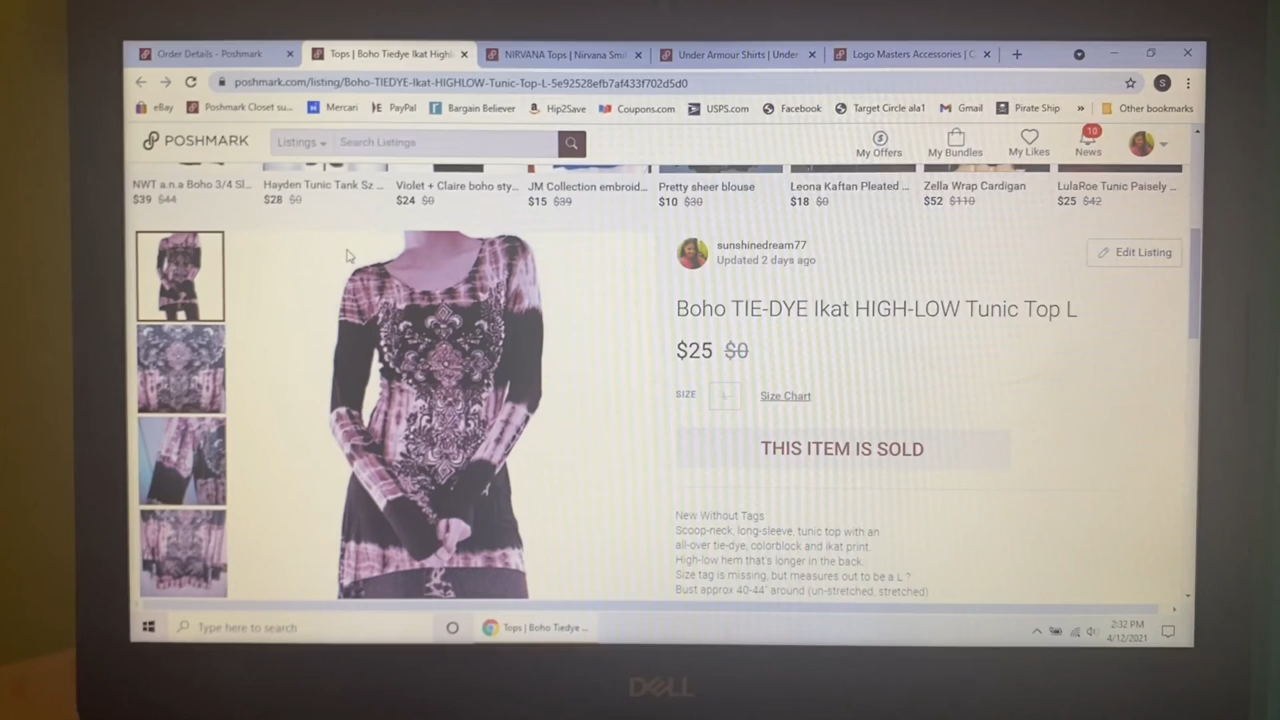 Order Details - Poshmark
Tops | Boho Tiedye Ikat Highl
NIRVANA Tops | Nirvana Smil
Under Armour Shirts | Under
Logo Masters Accessories | C
poshmark.com/listing/Boho-TIEDYE-Ikat-HIGHLOW-Tunic-Top-L-5e92528efb7af433f702d5d0
S
eBay
Poshmark Closet su...
Mercari
PayPal
Bargain Believer
Hip2Save
Coupons.com
USPS.com
Facebook
Target Circle ala1
Gmail
Pirate Ship
»
Other bookmarks
POSHMARK
Listings
Search Listings
My Offers
My Bundles
My Likes
10
News
NWT a.n.a Boho 3/4 Sl...
$39 $44
Hayden Tunic Tank Sz ...
$28 $0
Violet + Claire boho sty...
$24 $0
JM Collection embroid...
$15 $39
Pretty sheer blouse
$10 $30
Leona Kaftan Pleated ...
$18 $0
Zella Wrap Cardigan
$52 $110
LulaRoe Tunic Paisely ...
$25 $42
sunshinedream77
Updated 2 days ago
Edit Listing
Boho TIE-DYE Ikat HIGH-LOW Tunic Top L
$25 $0
SIZE
Size Chart
THIS ITEM IS SOLD
New Without Tags
Scoop-neck, long-sleeve, tunic top with an
all-over tie-dye, colorblock and ikat print.
High-low hem that's longer in the back.
Size tag is missing, but measures out to be a L ?
Bust approx 40-44" around (un-stretched, stretched)
Type here to search
Tops | Boho Tiedye ...
2:32 PM
4/12/2021
DELL